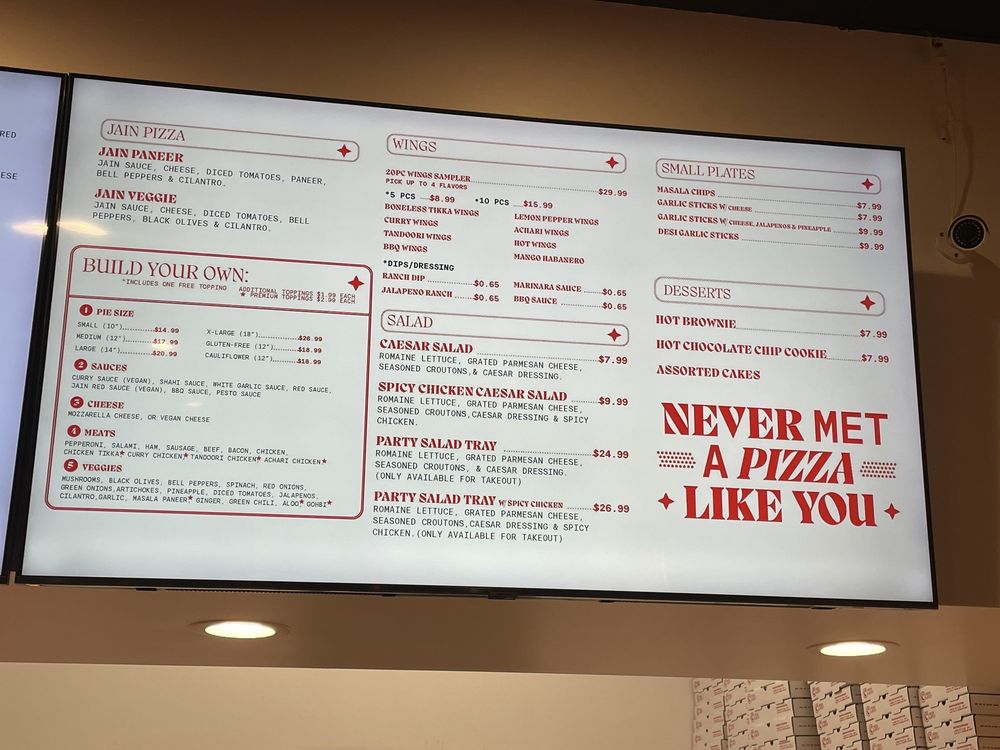 RED
ESE
JAIN PIZZA
JAIN PANEER
JAIN SAUCE, CHEESE, DICED TOMATOES, PANEER,
BELL PEPPERS & CILANTRO.
JAIN VEGGIE
JAIN SAUCE, CHEESE, DICED TOMATOES, BELL
PEPPERS, BLACK OLIVES & CILANTRO.
BUILD YOUR OWN:
*INCLUDES ONE FREE TOPPING
ADDITIONAL TOPPINGS $1.99 EACH
★ PREMIUM TOPPINGS $2.99 EACH
1 PIE SIZE
SMALL (10")..............$14.99
MEDIUM (12")..............$17.99
LARGE (14")..............$20.99
X-LARGE (18")..............$26.99
GLUTEN-FREE (12")..........$18.99
CAULIFLOWER (12")..........$18.99
2 SAUCES
CURRY SAUCE (VEGAN), SHAHI SAUCE, WHITE GARLIC SAUCE, RED SAUCE,
JAIN RED SAUCE (VEGAN), BBQ SAUCE, PESTO SAUCE
3 CHEESE
MOZZARELLA CHEESE, OR VEGAN CHEESE
4 MEATS
PEPPERONI, SALAMI, HAM, SAUSAGE, BEEF, BACON, CHICKEN,
CHICKEN TIKKA★ CURRY CHICKEN★ TANDOORI CHICKEN★ ACHARI CHICKEN★
5 VEGGIES
MUSHROOMS, BLACK OLIVES, BELL PEPPERS, SPINACH, RED ONIONS,
GREEN ONIONS,ARTICHOKES, PINEAPPLE, DICED TOMATOES, JALAPENOS,
CILANTRO,GARLIC, MASALA PANEER★ GINGER, GREEN CHILI, ALOO★ GOHBI★
WINGS
20PC WINGS SAMPLER..............$29.99
PICK UP TO 4 FLAVORS
*5 PCS ....$8.99 *10 PCS ....$15.99
BONELESS TIKKA WINGS
CURRY WINGS
TANDOORI WINGS
BBQ WINGS
LEMON PEPPER WINGS
ACHARI WINGS
HOT WINGS
MANGO HABANERO
*DIPS/DRESSING
RANCH DIP ..........$0.65
JALAPENO RANCH ......$0.65
MARINARA SAUCE ......$0.65
BBQ SAUCE ..........$0.65
SALAD
CAESAR SALAD ..............$7.99
ROMAINE LETTUCE, GRATED PARMESAN CHEESE,
SEASONED CROUTONS,& CAESAR DRESSING.
SPICY CHICKEN CAESAR SALAD ......$9.99
ROMAINE LETTUCE, GRATED PARMESAN CHEESE,
SEASONED CROUTONS,CAESAR DRESSING & SPICY
CHICKEN.
PARTY SALAD TRAY ..............$24.99
ROMAINE LETTUCE, GRATED PARMESAN CHEESE,
SEASONED CROUTONS, & CAESAR DRESSING.
(ONLY AVAILABLE FOR TAKEOUT)
PARTY SALAD TRAY W/ SPICY CHICKEN ......$26.99
ROMAINE LETTUCE, GRATED PARMESAN CHEESE,
SEASONED CROUTONS,CAESAR DRESSING & SPICY
CHICKEN.(ONLY AVAILABLE FOR TAKEOUT)
SMALL PLATES
MASALA CHIPS ..............$7.99
GARLIC STICKS W/ CHEESE ..............$7.99
GARLIC STICKS W/ CHEESE, JALAPENOS & PINEAPPLE ......$9.99
DESI GARLIC STICKS ..............$9.99
DESSERTS
HOT BROWNIE..............$7.99
HOT CHOCOLATE CHIP COOKIE..........$7.99
ASSORTED CAKES
NEVER MET
A PIZZA
LIKE YOU